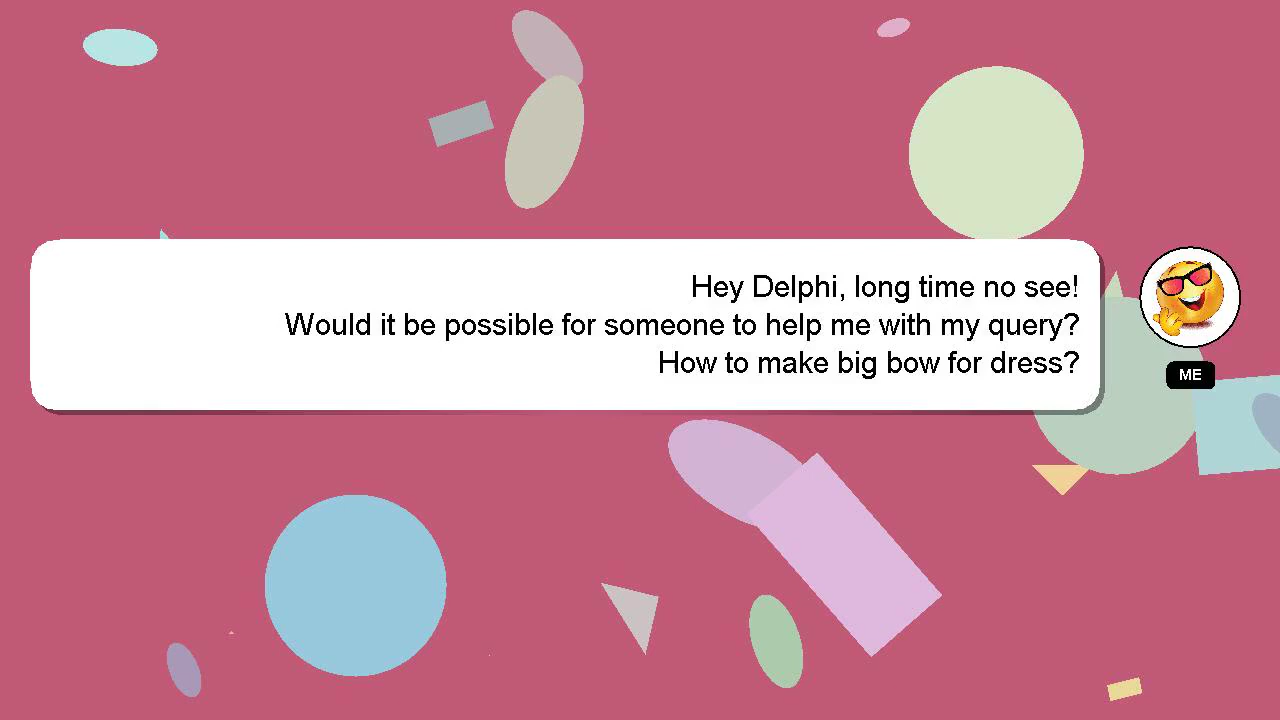 Hey Delphi, long time no see!
Would it be possible for someone to help me with my query?
How to make big bow for dress?
ME